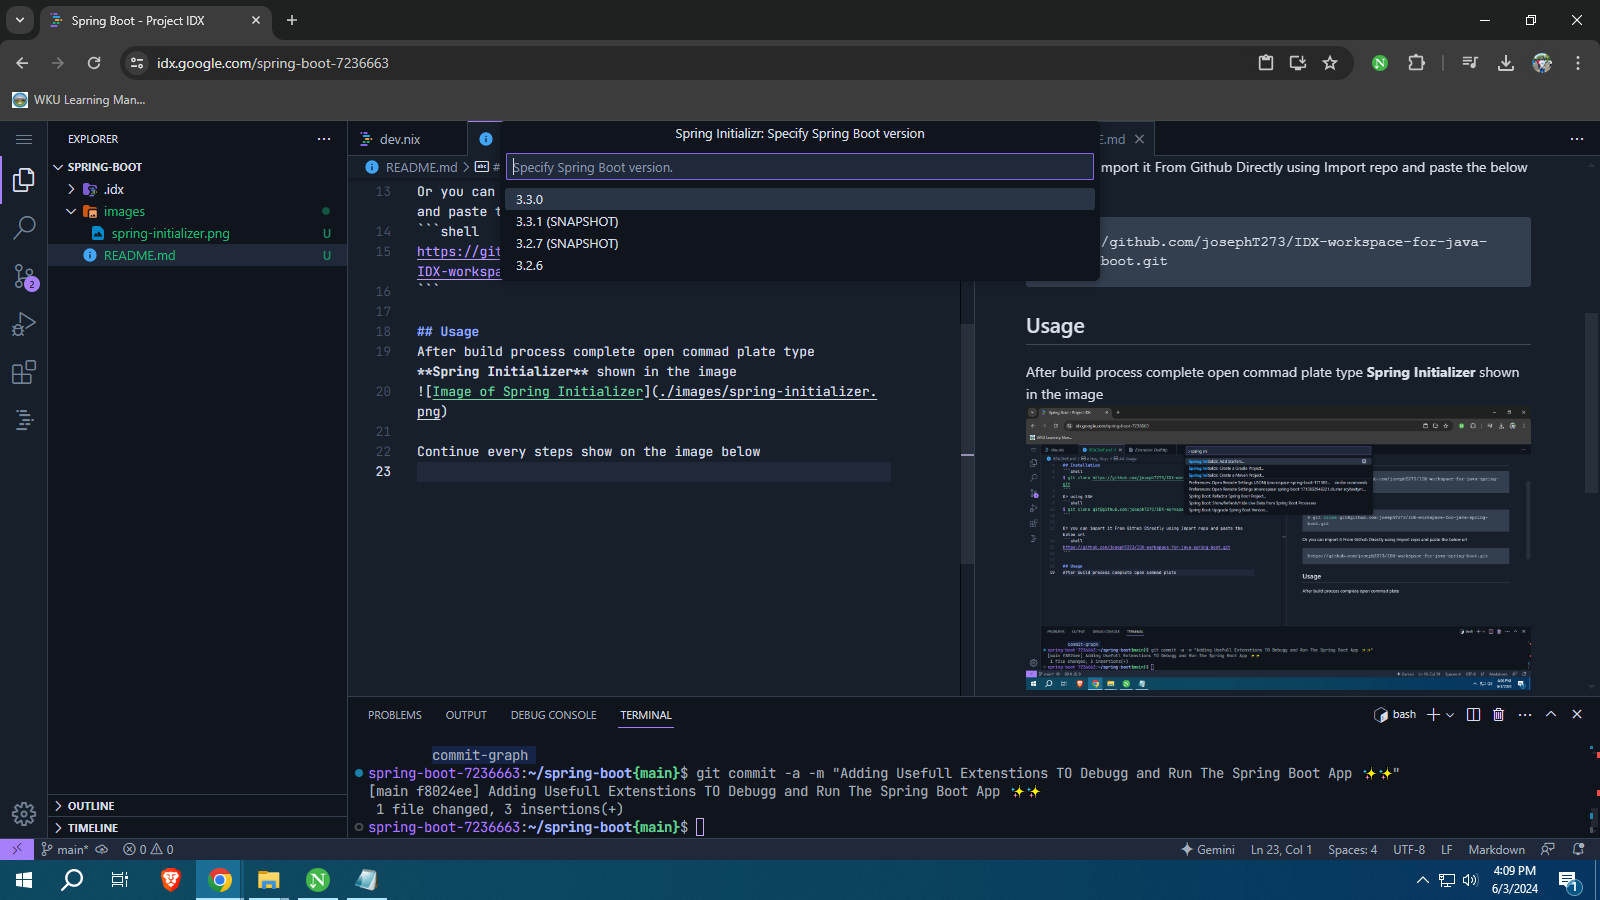 Spring Boot - Project IDX
idx.google.com/spring-boot-7236663
WKU Learning Man...
EXPLORER
SPRING-BOOT
.idx
images
spring-initializer.png U
README.md U
OUTLINE
TIMELINE
dev.nix
.md
README.md > abc #
Spring Initializr: Specify Spring Boot version
Specify Spring Boot version.
3.3.0
3.3.1 (SNAPSHOT)
3.2.7 (SNAPSHOT)
3.2.6
13 Or you can
and paste t
14 ```shell
15 https://git
IDX-workspa
16 ```
17
18 ## Usage
19 After build process complete open commad plate type
**Spring Initializer** shown in the image
20 ![Image of Spring Initializer](./images/spring-initializer.
png)
21
22 Continue every steps show on the image below
23
mport it From Github Directly using Import repo and paste the below
/github.com/josephT273/IDX-workspace-for-java-
boot.git
Usage
After build process complete open commad plate type Spring Initializer shown
in the image
PROBLEMS OUTPUT DEBUG CONSOLE TERMINAL
bash
commit-graph
spring-boot-7236663:~/spring-boot{main}$ git commit -a -m "Adding Usefull Extenstions TO Debugg and Run The Spring Boot App ✨✨"
[main f8024ee] Adding Usefull Extenstions TO Debugg and Run The Spring Boot App ✨✨
1 file changed, 3 insertions(+)
spring-boot-7236663:~/spring-boot{main}$
2
main* 0 0 Gemini Ln 23, Col 1 Spaces: 4 UTF-8 LF Markdown
4:09 PM
6/3/2024
1